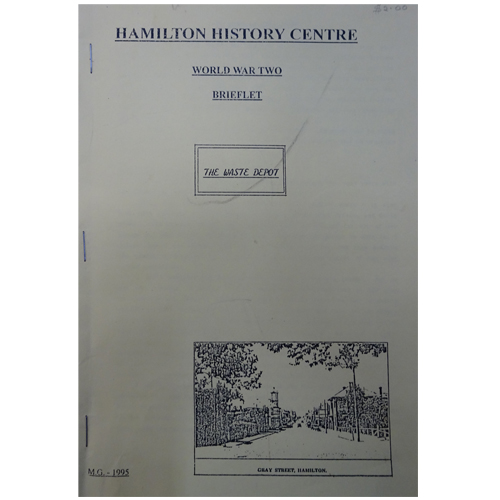 HAMILTON HISTORY CENTRE
WORLD WAR TWO
BRIEFLET
THE WASTE DEPOT
GRAY STREET, HAMILTON.
M.G. - 1995